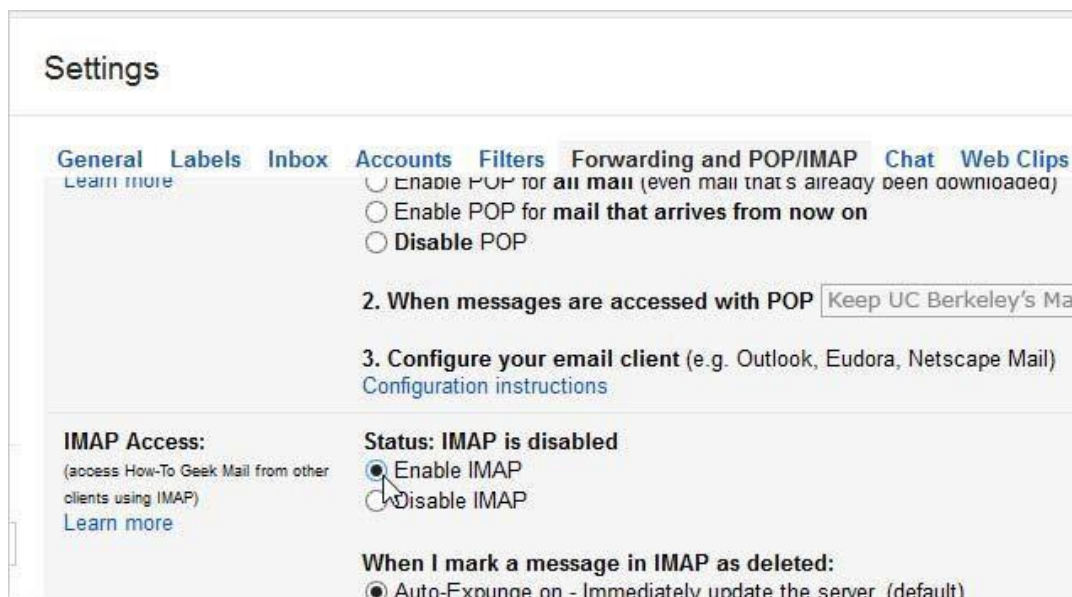 Settings
General Labels Inbox Accounts Filters Forwarding and POP/IMAP Chat Web Clips
Learn more
Enable POP for all mail (even mail that's already been downloaded)
Enable POP for mail that arrives from now on
Disable POP
2. When messages are accessed with POP Keep UC Berkeley's Ma
3. Configure your email client (e.g. Outlook, Eudora, Netscape Mail)
Configuration instructions
IMAP Access:
(access How-To Geek Mail from other
clients using IMAP)
Learn more
Status: IMAP is disabled
Enable IMAP
Disable IMAP
When I mark a message in IMAP as deleted:
Auto-Expunge on - Immediately update the server. (default)